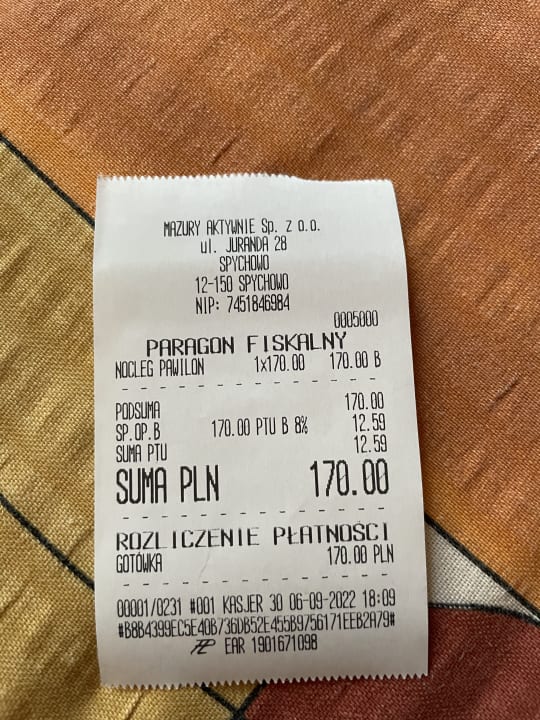 MAZURY AKTYWNIE Sp. z o.o.
ul. JURANDA 28
SPYCHOWO
12-150 SPYCHOWO
NIP: 7451846984
0005000
PARAGON FISKALNY
NOCLEG PAWILON 1x170.00 170.00 B
PODSUMA 170.00
SP.OP.B 170.00 PTU B 8% 12.59
SUMA PTU 12.59
SUMA PLN 170.00
ROZLICZENIE PŁATNOŚCI
GOTÓWKA 170.00 PLN
00001/0231 #001 KASJER 30 06-09-2022 18:09
#B8B4399EC5E40B736DB52E455B9756171EEB2A79#
EAR 1901671098